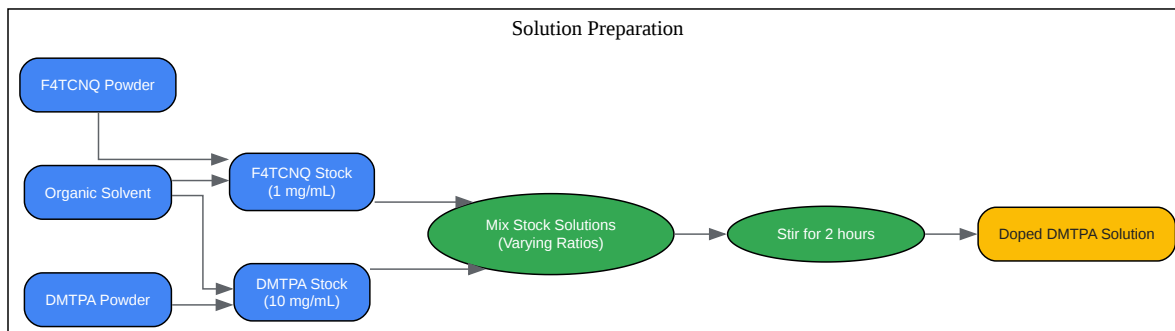 Solution Preparation
F4TCNQ Powder
Organic Solvent
DMTPA Powder
F4TCNQ Stock
(1 mg/mL)
DMTPA Stock
(10 mg/mL)
Mix Stock Solutions
(Varying Ratios)
Stir for 2 hours
Doped DMTPA Solution